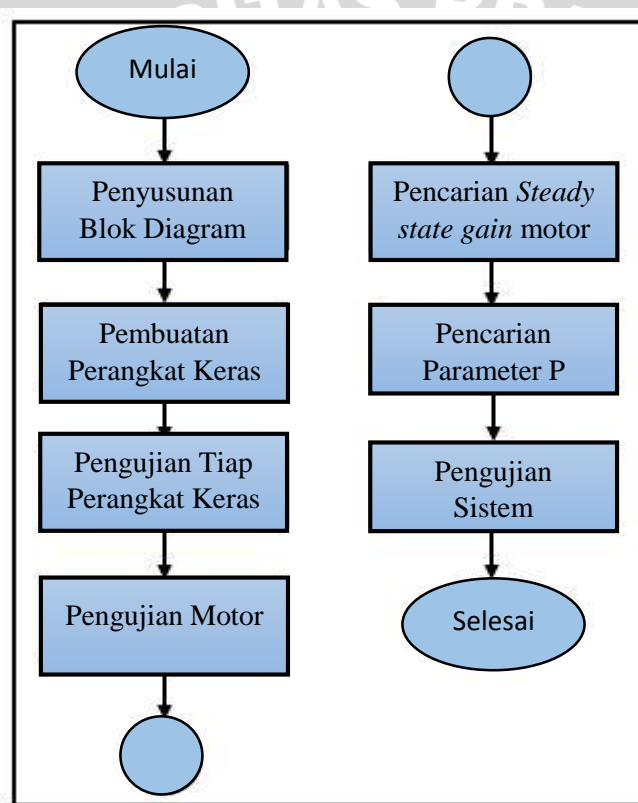 Mulai
Penyusunan
Blok Diagram
Pembuatan
Perangkat Keras
Pengujian Tiap
Perangkat Keras
Pengujian Motor
Pencarian Steady
state gain motor
Pencarian
Parameter P
Pengujian
Sistem
Selesai